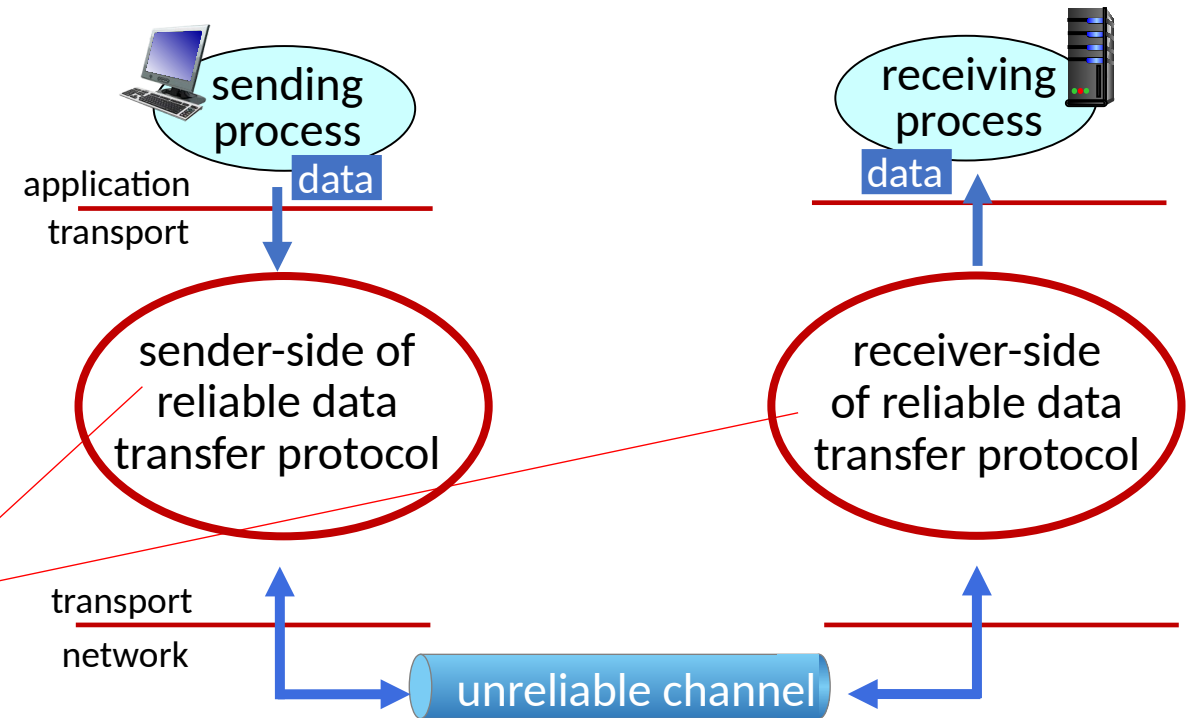 sending
process
data
application
transport
receiving
process
data
sender-side of
reliable data
transfer protocol
receiver-side
of reliable data
transfer protocol
transport
network
unreliable channel